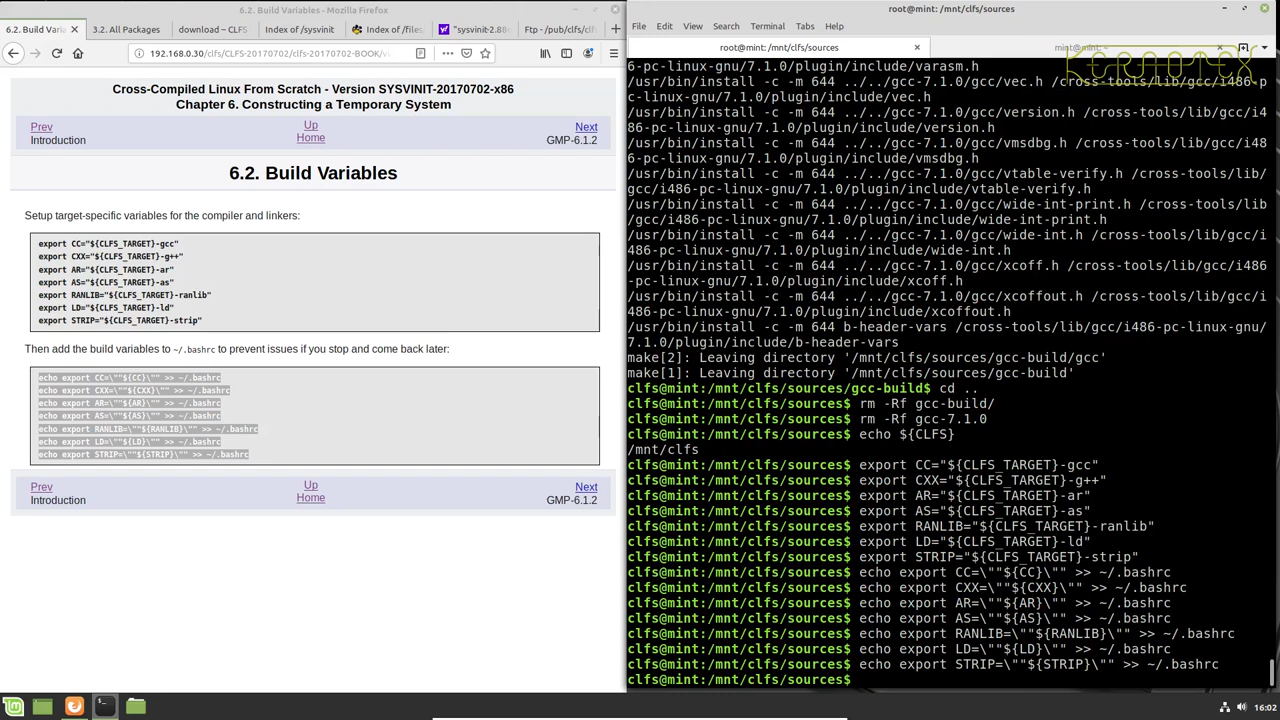 6.2. Build Variables - Mozilla Firefox
6.2. Build Varia
3.2. All Packages
download – CLFS
Index of /sysvinit
Index of /files
"sysvinit-2.88
Ftp - /pub/clfs/clfs
192.168.0.30/clfs/CLFS-20170702/clfs-20170702-BOOK/v
Cross-Compiled Linux From Scratch - Version SYSVINIT-20170702-x86
Chapter 6. Constructing a Temporary System
Prev
Up
Next
Introduction
Home
GMP-6.1.2
6.2. Build Variables
Setup target-specific variables for the compiler and linkers:
export CC="${CLFS_TARGET}-gcc"
export CXX="${CLFS_TARGET}-g++"
export AR="${CLFS_TARGET}-ar"
export AS="${CLFS_TARGET}-as"
export RANLIB="${CLFS_TARGET}-ranlib"
export LD="${CLFS_TARGET}-ld"
export STRIP="${CLFS_TARGET}-strip"
Then add the build variables to ~/.bashrc to prevent issues if you stop and come back later:
echo export CC=\""${CC}\"" >> ~/.bashrc
echo export CXX=\""${CXX}\"" >> ~/.bashrc
echo export AR=\""${AR}\"" >> ~/.bashrc
echo export AS=\""${AS}\"" >> ~/.bashrc
echo export RANLIB=\""${RANLIB}\"" >> ~/.bashrc
echo export LD=\""${LD}\"" >> ~/.bashrc
echo export STRIP=\""${STRIP}\"" >> ~/.bashrc
Prev
Up
Next
Introduction
Home
GMP-6.1.2
root@mint: /mnt/clfs/sources
File Edit View Search Terminal Tabs Help
root@mint: /mnt/clfs/sources
root@mint: ~
KERNOTEX
6-pc-linux-gnu/7.1.0/plugin/include/varasm.h
/usr/bin/install -c -m 644 ../../gcc-7.1.0/gcc/vec.h /cross-tools/lib/gcc/i486-p
c-linux-gnu/7.1.0/plugin/include/vec.h
/usr/bin/install -c -m 644 ../../gcc-7.1.0/gcc/version.h /cross-tools/lib/gcc/i4
86-pc-linux-gnu/7.1.0/plugin/include/version.h
/usr/bin/install -c -m 644 ../../gcc-7.1.0/gcc/vmsdbg.h /cross-tools/lib/gcc/i48
6-pc-linux-gnu/7.1.0/plugin/include/vmsdbg.h
/usr/bin/install -c -m 644 ../../gcc-7.1.0/gcc/vtable-verify.h /cross-tools/lib/
gcc/i486-pc-linux-gnu/7.1.0/plugin/include/vtable-verify.h
/usr/bin/install -c -m 644 ../../gcc-7.1.0/gcc/wide-int-print.h /cross-tools/lib
/gcc/i486-pc-linux-gnu/7.1.0/plugin/include/wide-int-print.h
/usr/bin/install -c -m 644 ../../gcc-7.1.0/gcc/wide-int.h /cross-tools/lib/gcc/i
486-pc-linux-gnu/7.1.0/plugin/include/wide-int.h
/usr/bin/install -c -m 644 ../../gcc-7.1.0/gcc/xcoff.h /cross-tools/lib/gcc/i486
-pc-linux-gnu/7.1.0/plugin/include/xcoff.h
/usr/bin/install -c -m 644 ../../gcc-7.1.0/gcc/xcoffout.h /cross-tools/lib/gcc/i
486-pc-linux-gnu/7.1.0/plugin/include/xcoffout.h
/usr/bin/install -c -m 644 b-header-vars /cross-tools/lib/gcc/i486-pc-linux-gnu/
7.1.0/plugin/include/b-header-vars
make[2]: Leaving directory '/mnt/clfs/sources/gcc-build/gcc'
make[1]: Leaving directory '/mnt/clfs/sources/gcc-build'
clfs@mint:/mnt/clfs/sources/gcc-build$ cd ..
clfs@mint:/mnt/clfs/sources$ rm -Rf gcc-build/
clfs@mint:/mnt/clfs/sources$ rm -Rf gcc-7.1.0
clfs@mint:/mnt/clfs/sources$ echo ${CLFS}
/mnt/clfs
clfs@mint:/mnt/clfs/sources$ export CC="${CLFS_TARGET}-gcc"
clfs@mint:/mnt/clfs/sources$ export CXX="${CLFS_TARGET}-g++"
clfs@mint:/mnt/clfs/sources$ export AR="${CLFS_TARGET}-ar"
clfs@mint:/mnt/clfs/sources$ export AS="${CLFS_TARGET}-as"
clfs@mint:/mnt/clfs/sources$ export RANLIB="${CLFS_TARGET}-ranlib"
clfs@mint:/mnt/clfs/sources$ export LD="${CLFS_TARGET}-ld"
clfs@mint:/mnt/clfs/sources$ export STRIP="${CLFS_TARGET}-strip"
clfs@mint:/mnt/clfs/sources$ echo export CC=\""${CC}\"" >> ~/.bashrc
clfs@mint:/mnt/clfs/sources$ echo export CXX=\""${CXX}\"" >> ~/.bashrc
clfs@mint:/mnt/clfs/sources$ echo export AR=\""${AR}\"" >> ~/.bashrc
clfs@mint:/mnt/clfs/sources$ echo export AS=\""${AS}\"" >> ~/.bashrc
clfs@mint:/mnt/clfs/sources$ echo export RANLIB=\""${RANLIB}\"" >> ~/.bashrc
clfs@mint:/mnt/clfs/sources$ echo export LD=\""${LD}\"" >> ~/.bashrc
clfs@mint:/mnt/clfs/sources$ echo export STRIP=\""${STRIP}\"" >> ~/.bashrc
clfs@mint:/mnt/clfs/sources$
16:02